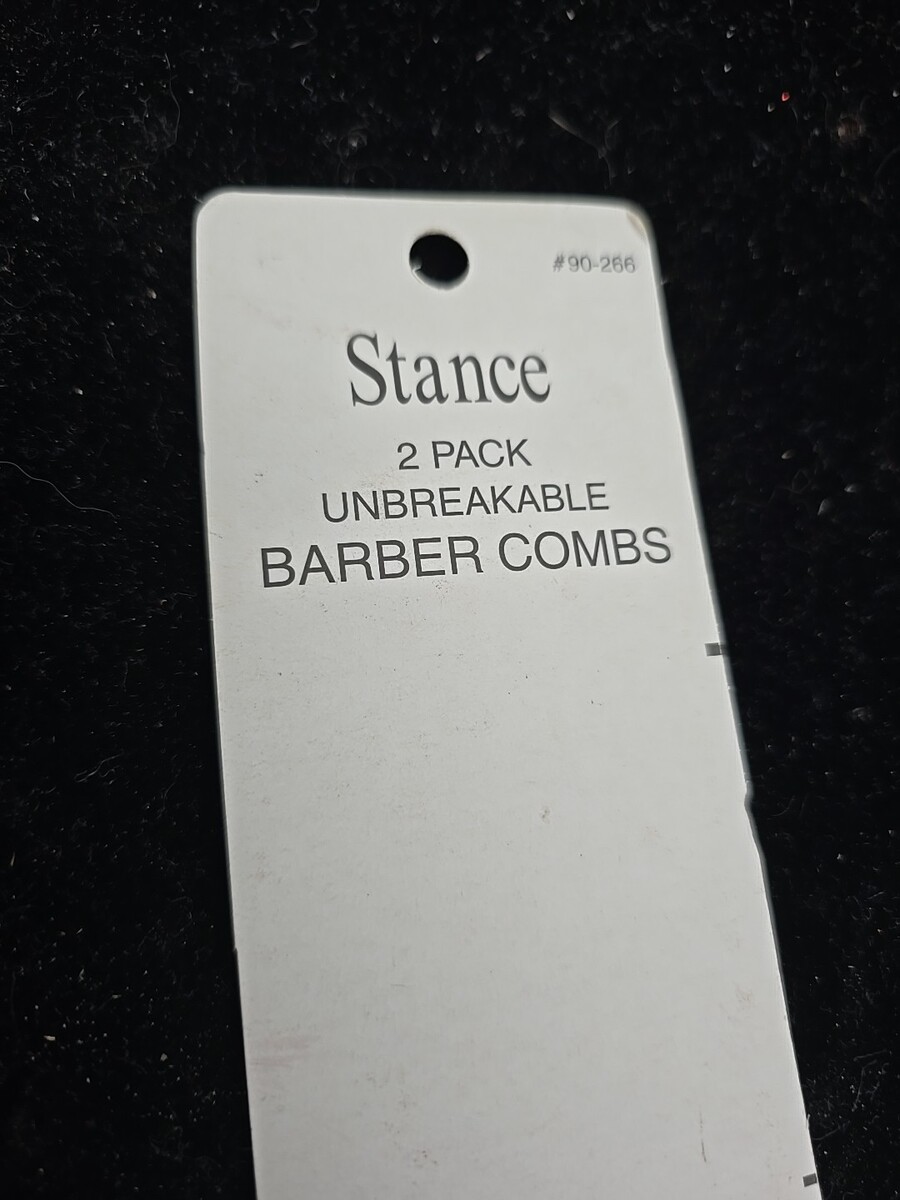 #90-266
Stance
2 PACK
UNBREAKABLE
BARBER COMBS